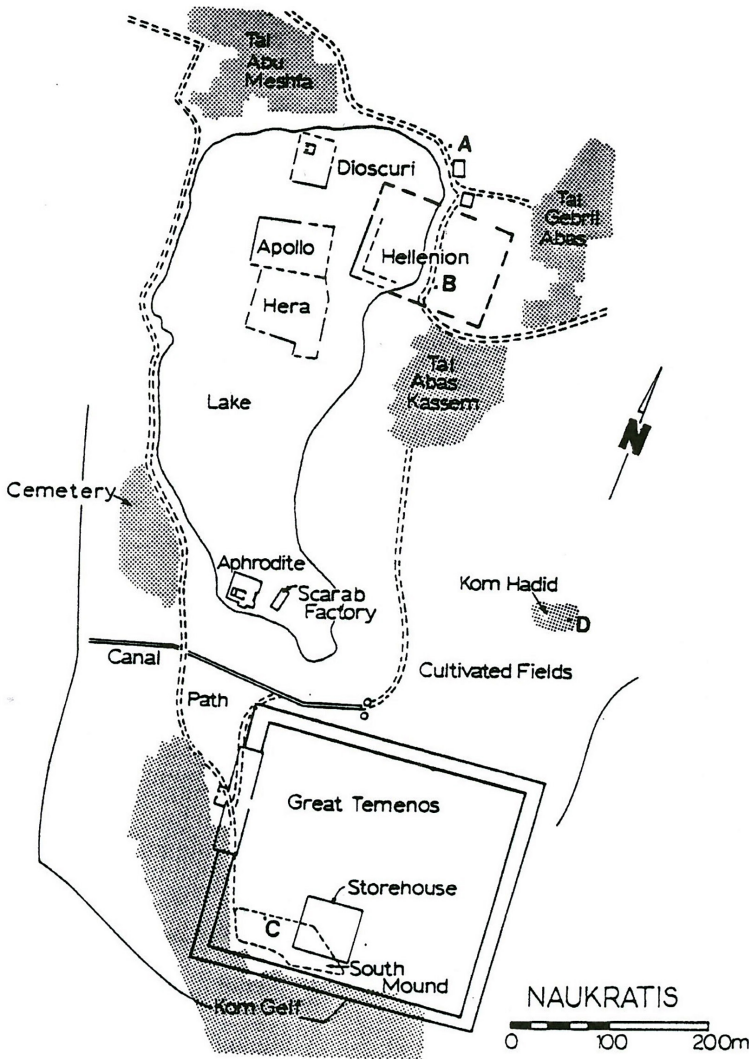 Tal
Abu
Meshfa
A
Dioscuri
Tal
Gebril
Abas
Apollo
Hellenion
B
Hera
Tal
Abas
Kassem
Lake
N
Cemetery
Aphrodite
Scarab
Factory
Kom Hadid
D
Canal
Cultivated Fields
Path
Great Temenos
Storehouse
C
South
Mound
Kom Geif
NAUKRATIS
0 100 200m